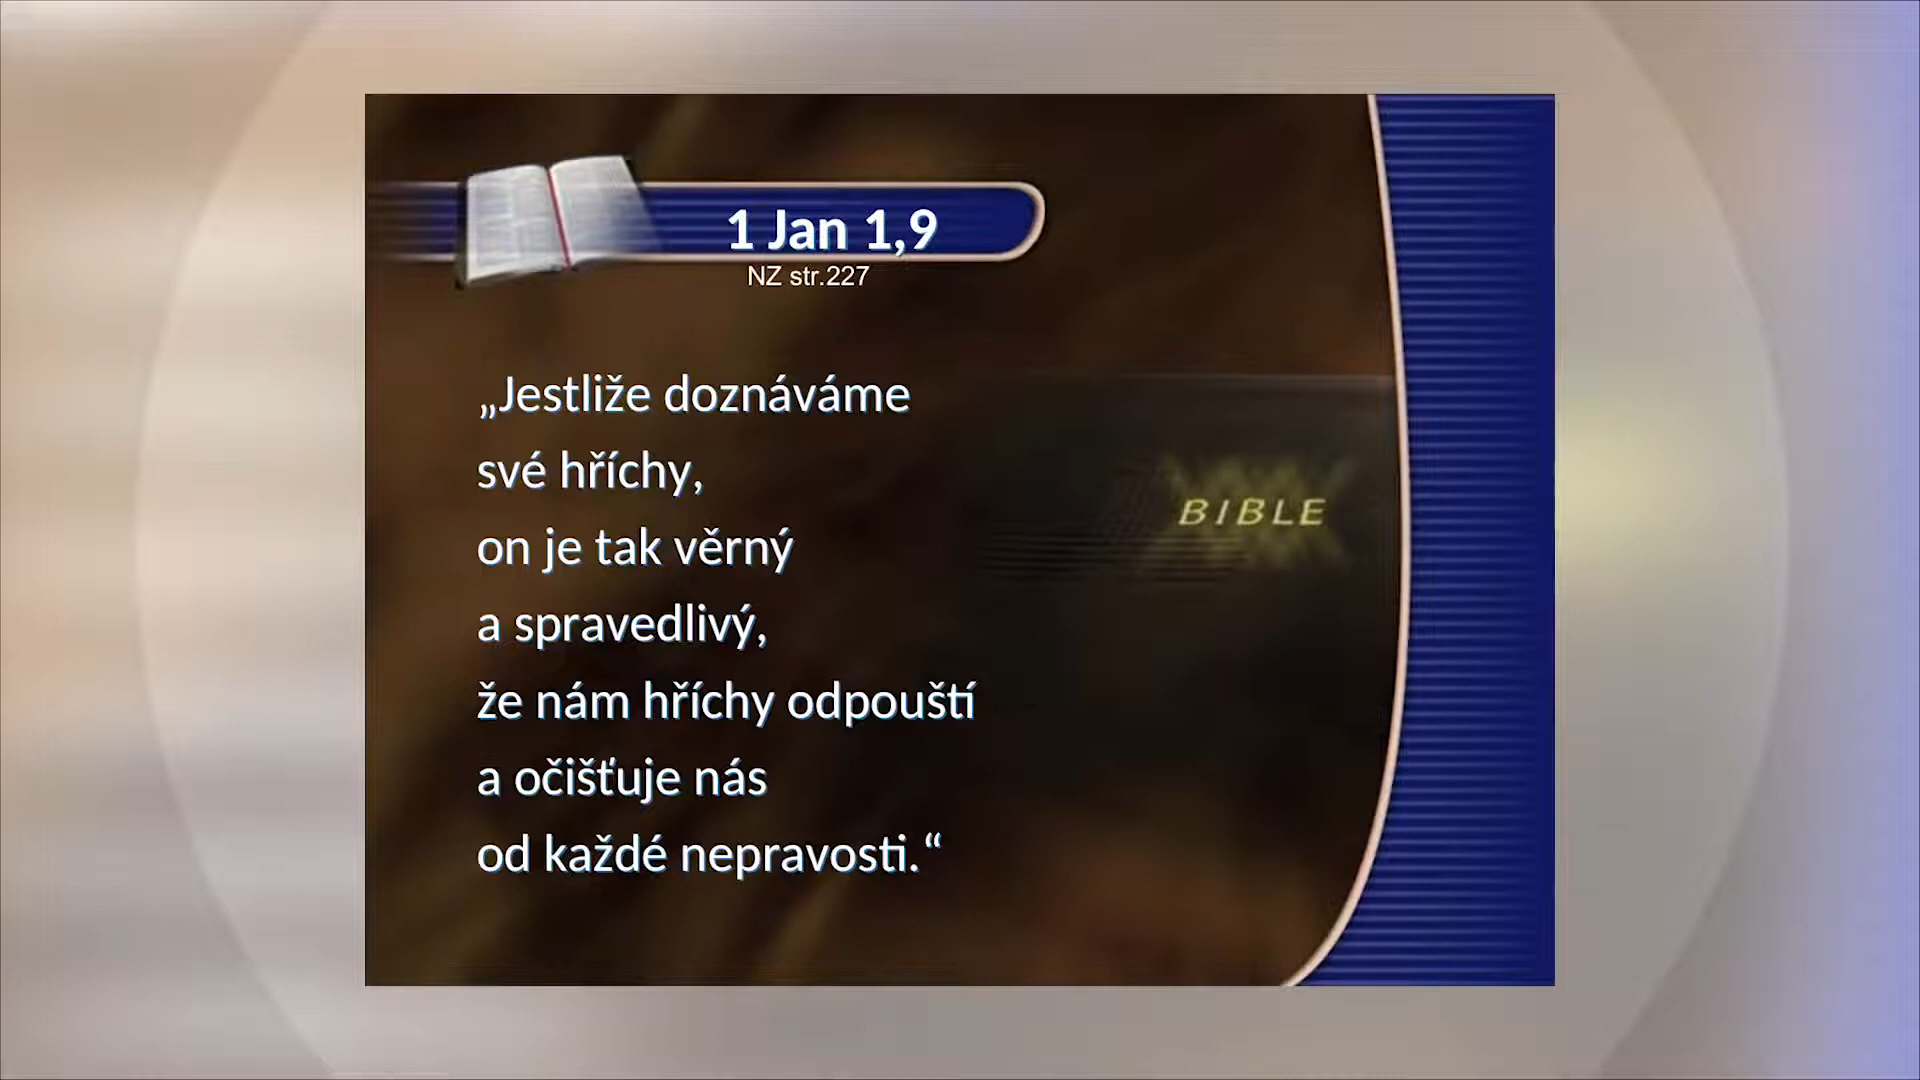 1 Jan 1,9
NZ str.227
„Jestliže doznáváme
své hříchy,
on je tak věrný
a spravedlivý,
že nám hříchy odpouští
a očišťuje nás
od každé nepravosti.“
BIBLE